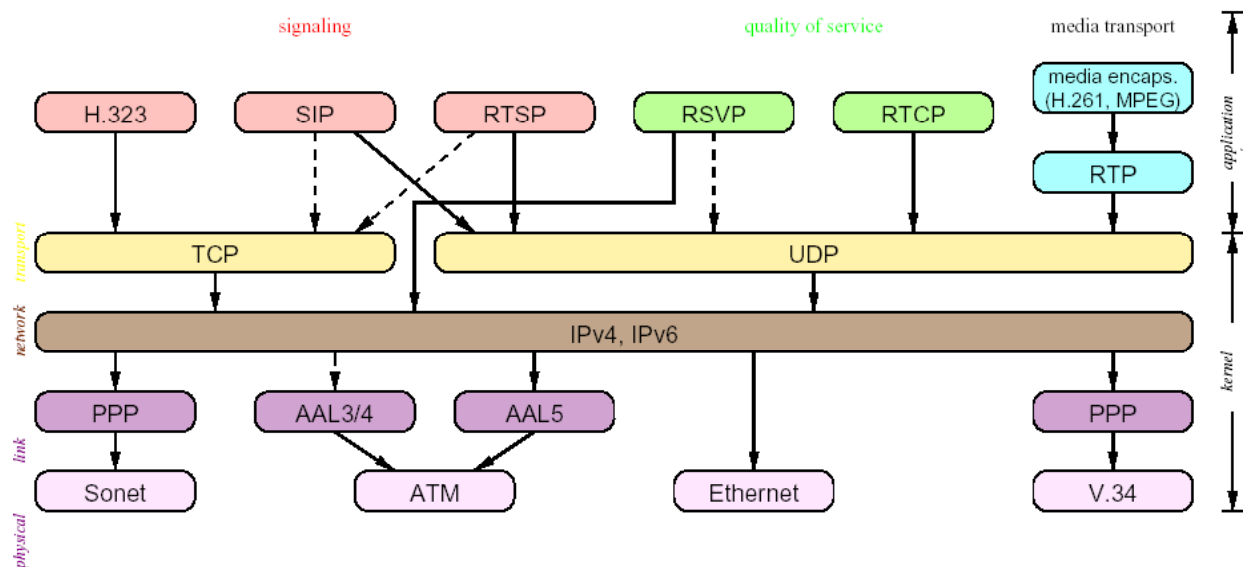 signaling
quality of service
media transport
H.323
SIP
RTSP
RSVP
RTCP
media encaps.
(H.261, MPEG)
RTP
application
transport
TCP
UDP
network
IPv4, IPv6
kernel
link
PPP
AAL3/4
AAL5
PPP
physical
Sonet
ATM
Ethernet
V.34